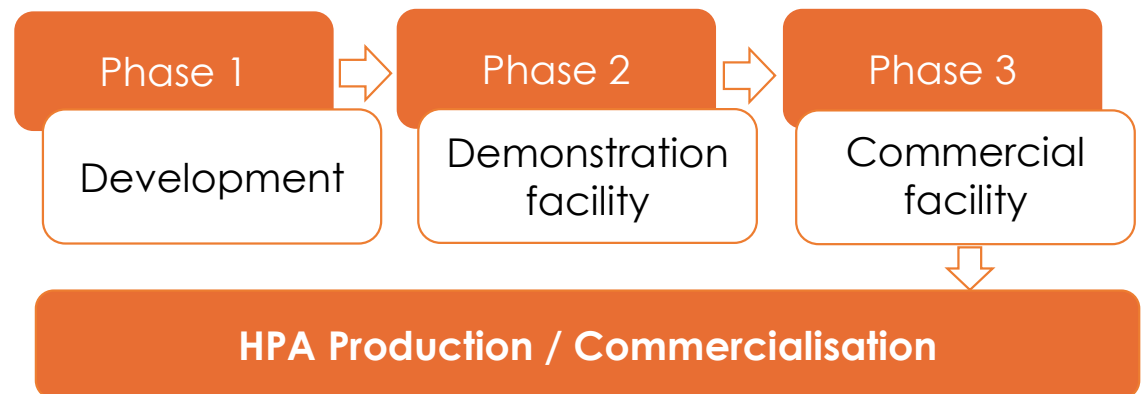 Phase 1
Development
Phase 2
Demonstration
facility
Phase 3
Commercial
facility
HPA Production / Commercialisation